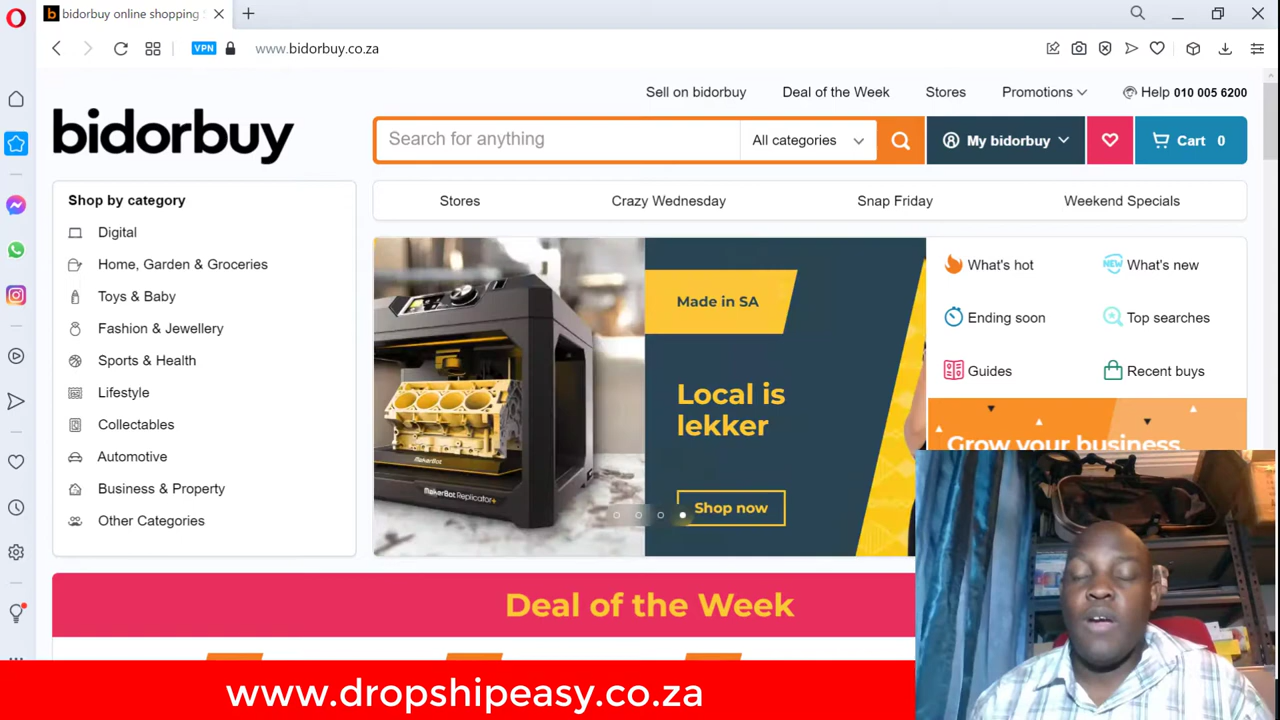 bidorbuy online shopping
VPN
www.bidorbuy.co.za
Sell on bidorbuy
Deal of the Week
Stores
Promotions
Help 010 005 6200
bidorbuy
Search for anything
All categories
My bidorbuy
Cart 0
Shop by category
Digital
Home, Garden & Groceries
Toys & Baby
Fashion & Jewellery
Sports & Health
Lifestyle
Collectables
Automotive
Business & Property
Other Categories
Stores
Crazy Wednesday
Snap Friday
Weekend Specials
MakerBot
MakerBot Replicator+
Made in SA
Local is
lekker
Shop now
What's hot
NEW What's new
Ending soon
Top searches
Guides
Recent buys
Grow your business
Deal of the Week
www.dropshipeasy.co.za